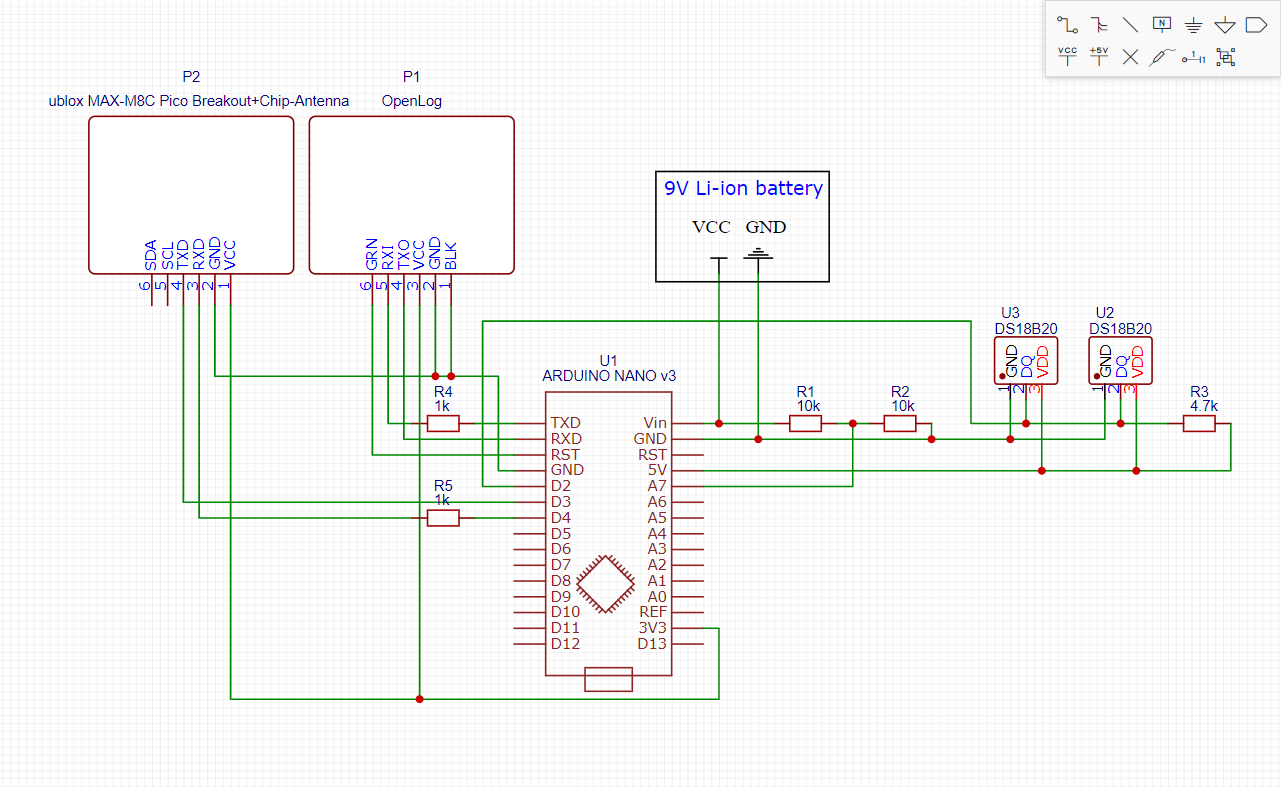 N
VCC
+5V
1
P2
P1
ublox MAX-M8C Pico Breakout+Chip-Antenna
OpenLog
9V Li-ion battery
VCC GND
SDA
SCL
TXD
RXD
GND
VCC
6
5
4
3
2
1
GRN
RXI
TXO
VCC
GND
BLK
6
5
4
3
2
1
U3
DS18B20
GND
DQ
VDD
1
2
3
U2
DS18B20
GND
DQ
VDD
1
2
3
U1
ARDUINO NANO v3
R4
1k
R1
10k
R2
10k
R3
4.7k
R5
1k
TXD Vin
RXD GND
RST RST
GND 5V
D2 A7
D3 A6
D4 A5
D5 A4
D6 A3
D7 A2
D8 A1
D9 A0
D10 REF
D11 3V3
D12 D13